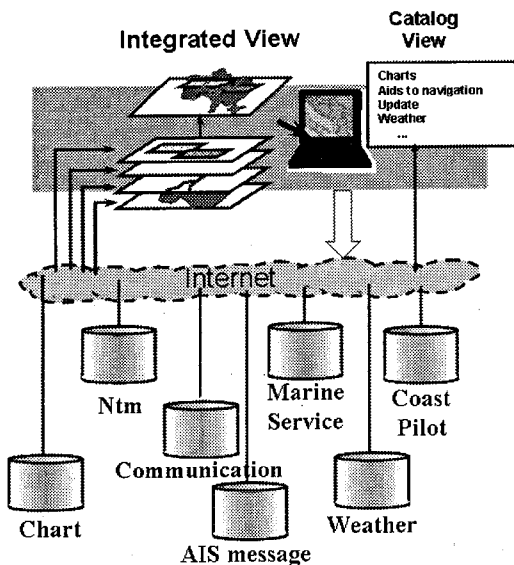 Integrated View
Catalog
View
Charts
Aids to navigation
Update
Weather
...
Internet
Ntm
Marine
Service
Coast
Pilot
Communication
Chart
Weather
AIS message